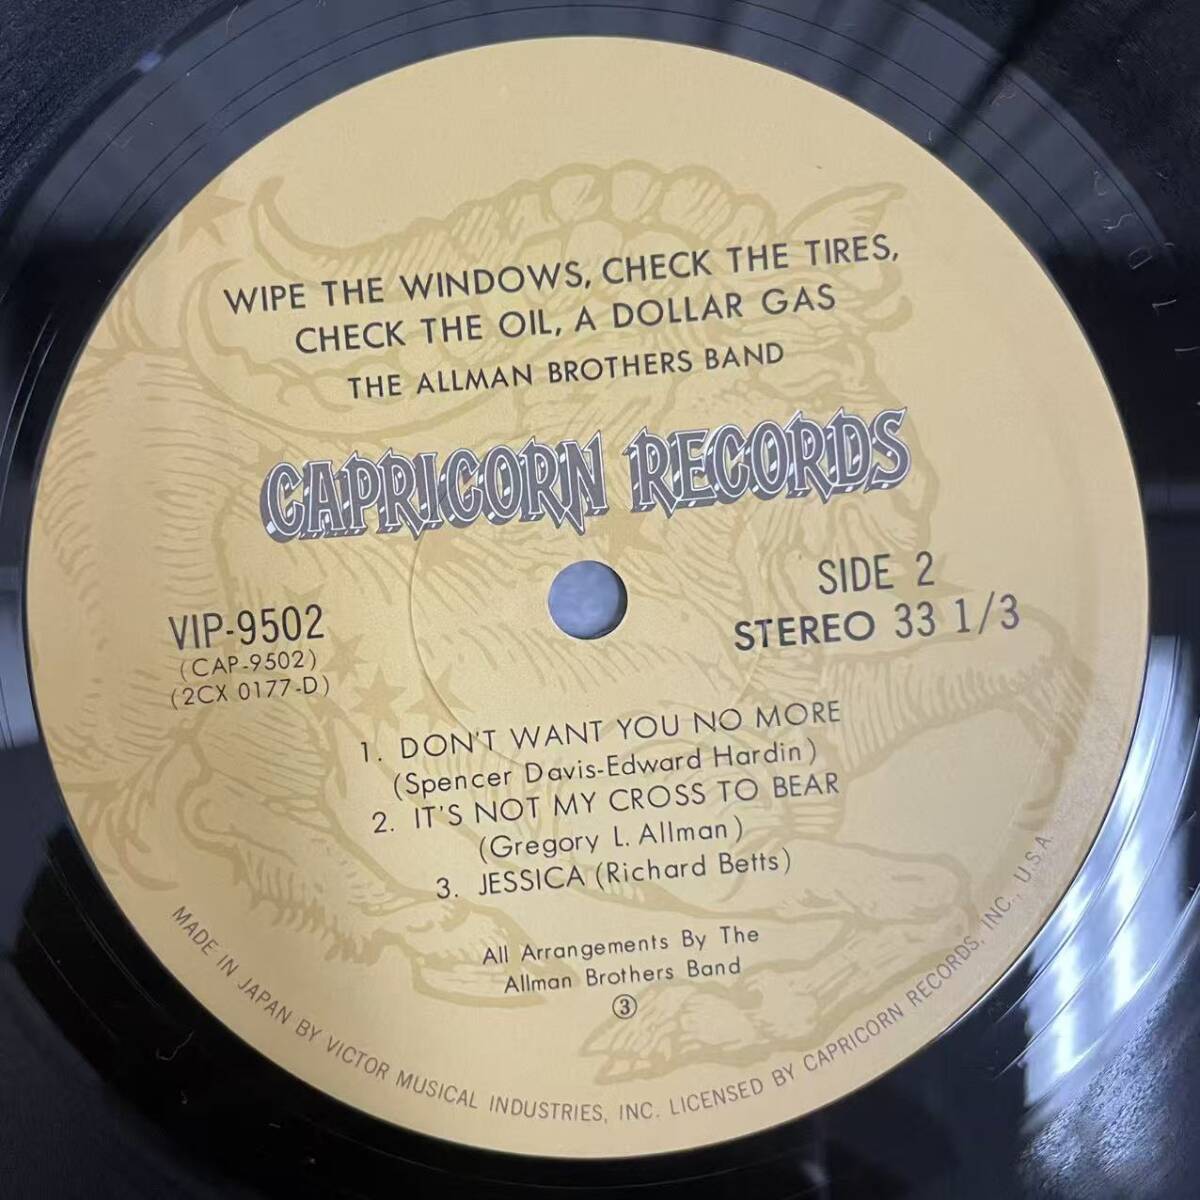 WIPE THE WINDOWS, CHECK THE TIRES,
CHECK THE OIL, A DOLLAR GAS
THE ALLMAN BROTHERS BAND
CAPRICORN RECORDS
SIDE 2
STEREO 33 1/3
VIP-9502
(CAP-9502)
(2CX 0177-D)
1. DON'T WANT YOU NO MORE
(Spencer Davis-Edward Hardin)
2. IT'S NOT MY CROSS TO BEAR
(Gregory L. Allman)
3. JESSICA (Richard Betts)
All Arrangements By The
Allman Brothers Band
③
MADE IN JAPAN BY VICTOR MUSICAL INDUSTRIES, INC. LICENSED BY CAPRICORN RECORDS, INC., U.S.A.